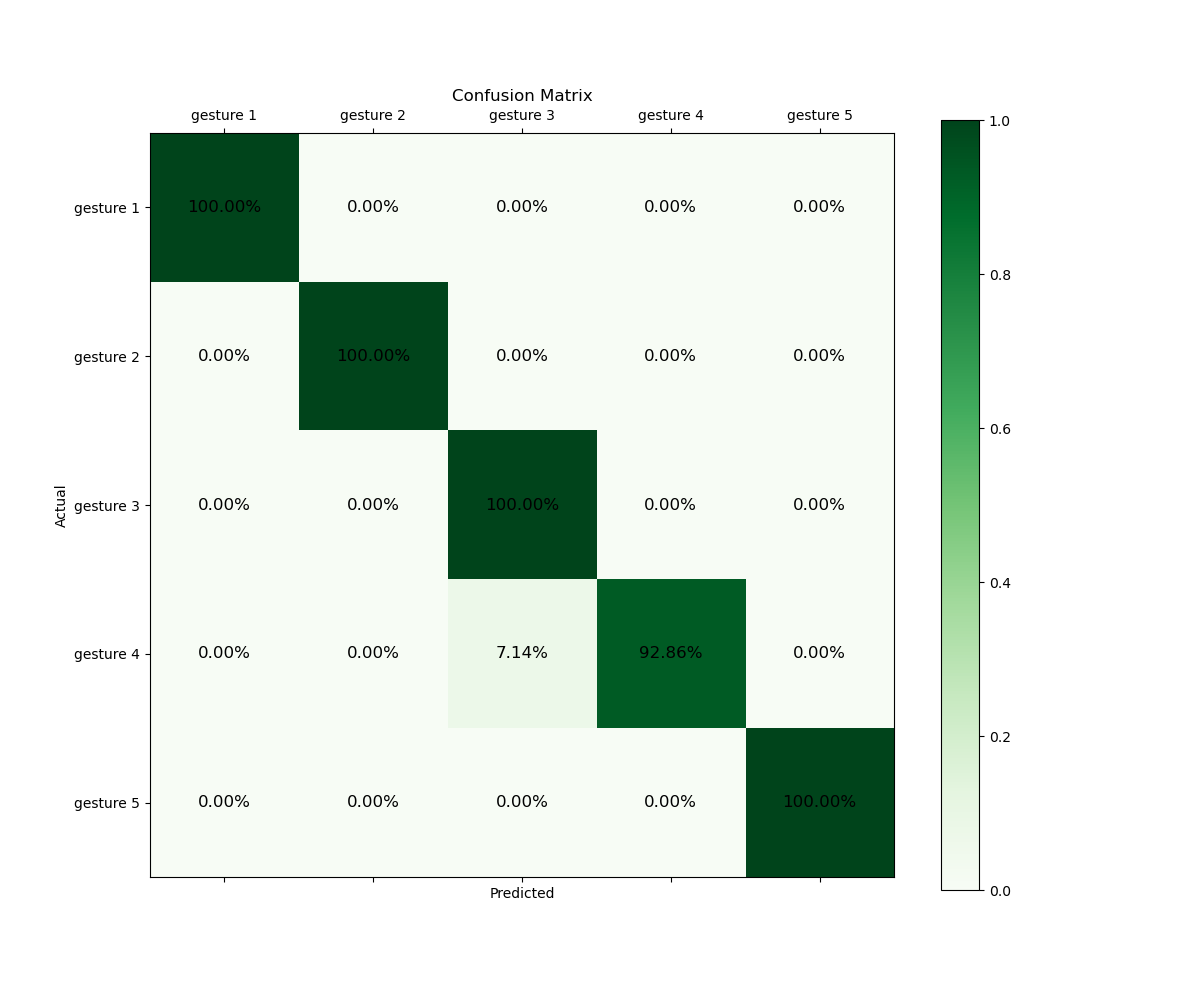 Confusion Matrix
gesture 1 gesture 2 gesture 3 gesture 4 gesture 5
gesture 1 100.00% 0.00% 0.00% 0.00% 0.00%
gesture 2 0.00% 100.00% 0.00% 0.00% 0.00%
gesture 3 0.00% 0.00% 100.00% 0.00% 0.00%
gesture 4 0.00% 0.00% 7.14% 92.86% 0.00%
gesture 5 0.00% 0.00% 0.00% 0.00% 100.00%
Actual
Predicted
1.0
0.8
0.6
0.4
0.2
0.0